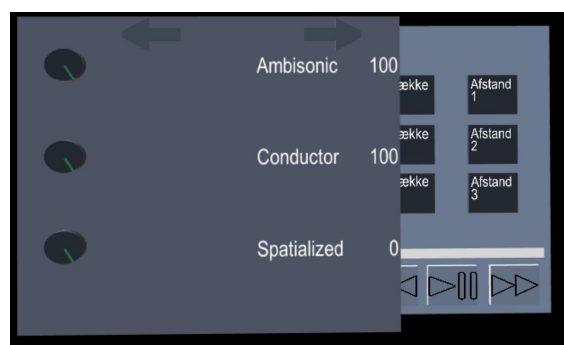 Ambisonic 100
Conductor 100
Spatialized 0
Afstand
1
Afstand
2
Afstand
3